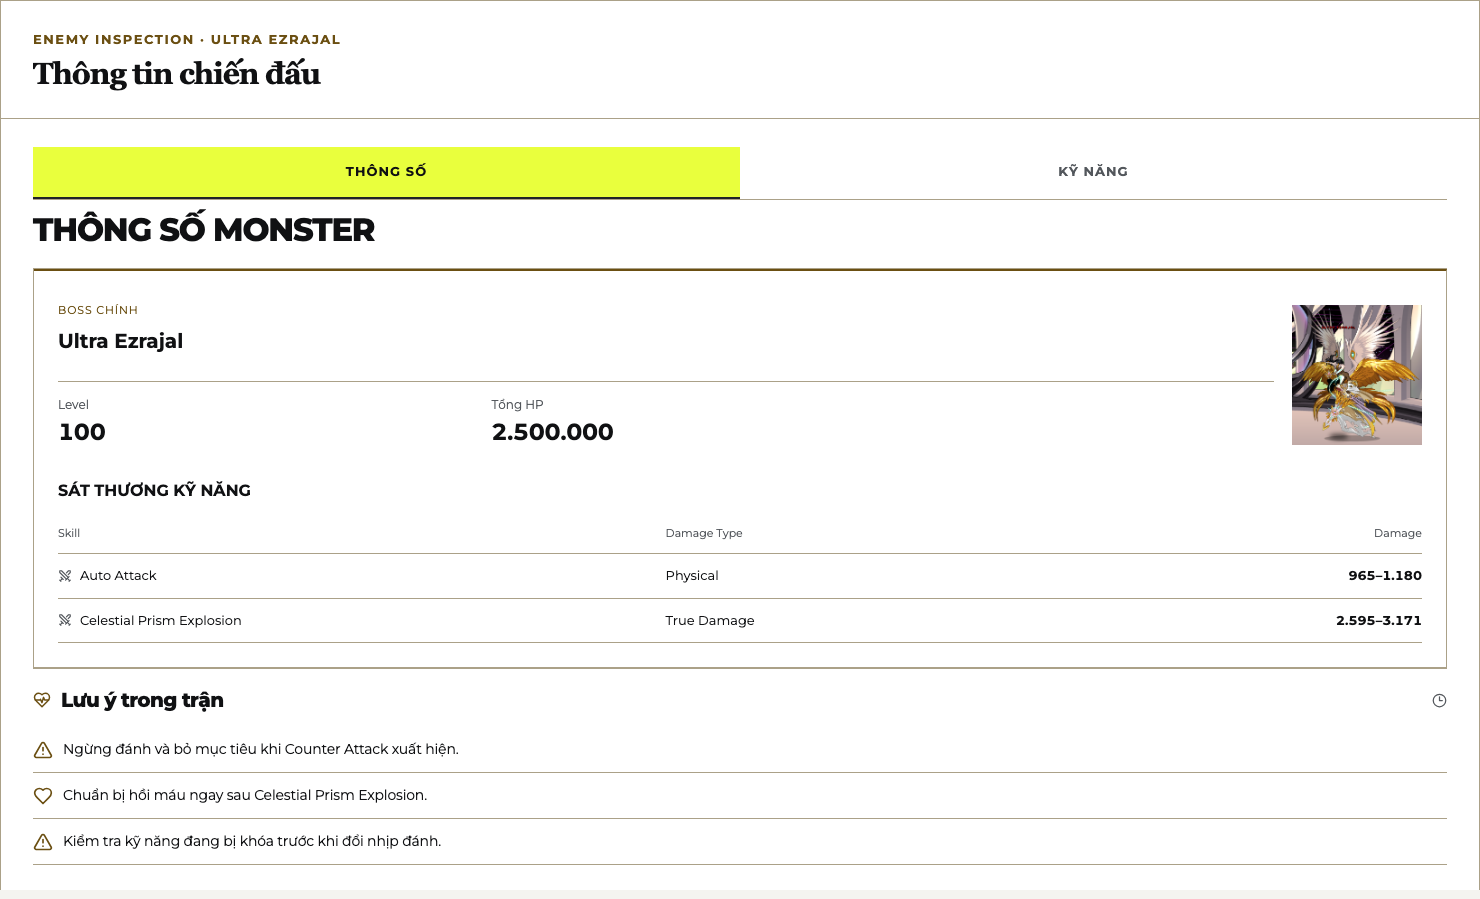 ENEMY INSPECTION · ULTRA EZRAJAL
Thông tin chiến đấu
THÔNG SỐ
KỸ NĂNG
THÔNG SỐ MONSTER
BOSS CHÍNH
Ultra Ezrajal
Level
Tổng HP
100
2.500.000
SÁT THƯƠNG KỸ NĂNG
Skill Damage Type Damage
Auto Attack Physical 965–1.180
Celestial Prism Explosion True Damage 2.595–3.171
Lưu ý trong trận
Ngừng đánh và bỏ mục tiêu khi Counter Attack xuất hiện.
Chuẩn bị hồi máu ngay sau Celestial Prism Explosion.
Kiểm tra kỹ năng đang bị khóa trước khi đổi nhịp đánh.